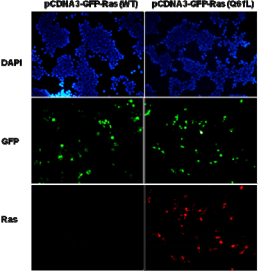 pCDNA3-GFP-Ras (WT) pCDNA3-GFP-Ras (Q61L)
DAPI
GFP
Ras